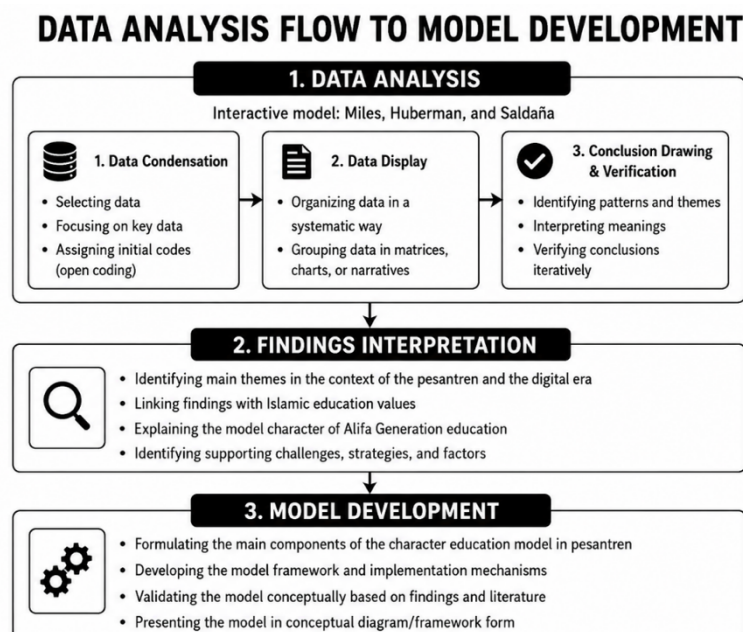 DATA ANALYSIS FLOW TO MODEL DEVELOPMENT
1. DATA ANALYSIS
Interactive model: Miles, Huberman, and Saldaña
1. Data Condensation
• Selecting data
• Focusing on key data
• Assigning initial codes
(open coding)
2. Data Display
• Organizing data in a
systematic way
• Grouping data in matrices,
charts, or narratives
3. Conclusion Drawing
& Verification
• Identifying patterns and themes
• Interpreting meanings
• Verifying conclusions
iteratively
2. FINDINGS INTERPRETATION
• Identifying main themes in the context of the pesantren and the digital era
• Linking findings with Islamic education values
• Explaining the model character of Alifa Generation education
• Identifying supporting challenges, strategies, and factors
3. MODEL DEVELOPMENT
• Formulating the main components of the character education model in pesantren
• Developing the model framework and implementation mechanisms
• Validating the model conceptually based on findings and literature
• Presenting the model in conceptual diagram/framework form